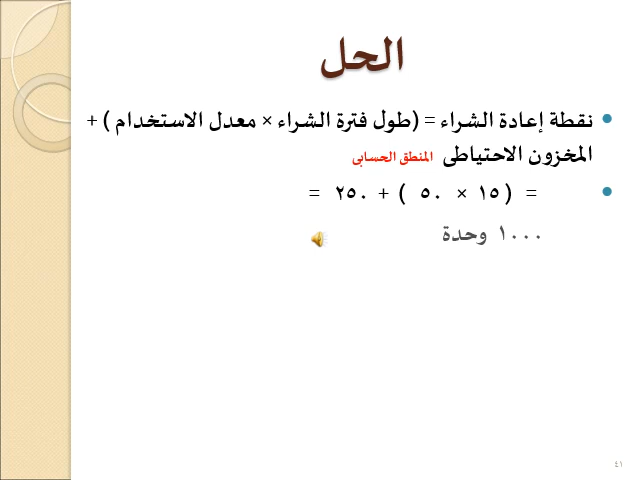 الحل
نقطة إعادة الشراء = (طول فترة الشراء × معدل الاستخدام ) +
المخزون الاحتياطى المنطق الحسابى
= ( ١٥ × ٥٠ ) + ٢٥٠ =
١٠٠٠ وحدة
٤١